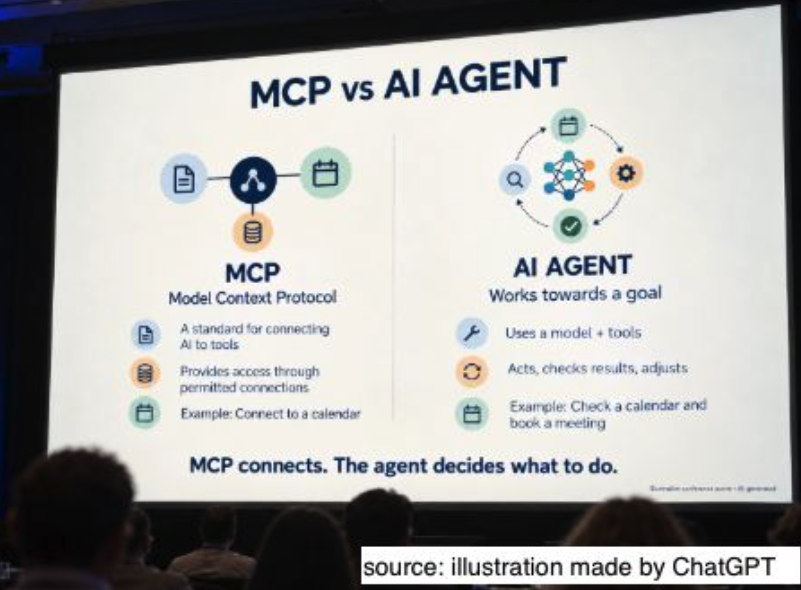 MCP vs AI AGENT
MCP
Model Context Protocol
A standard for connecting
AI to tools
Provides access through
permitted connections
Example: Connect to a calendar
AI AGENT
Works towards a goal
Uses a model + tools
Acts, checks results, adjusts
Example: Check a calendar and
book a meeting
MCP connects. The agent decides what to do.
source: illustration made by ChatGPT